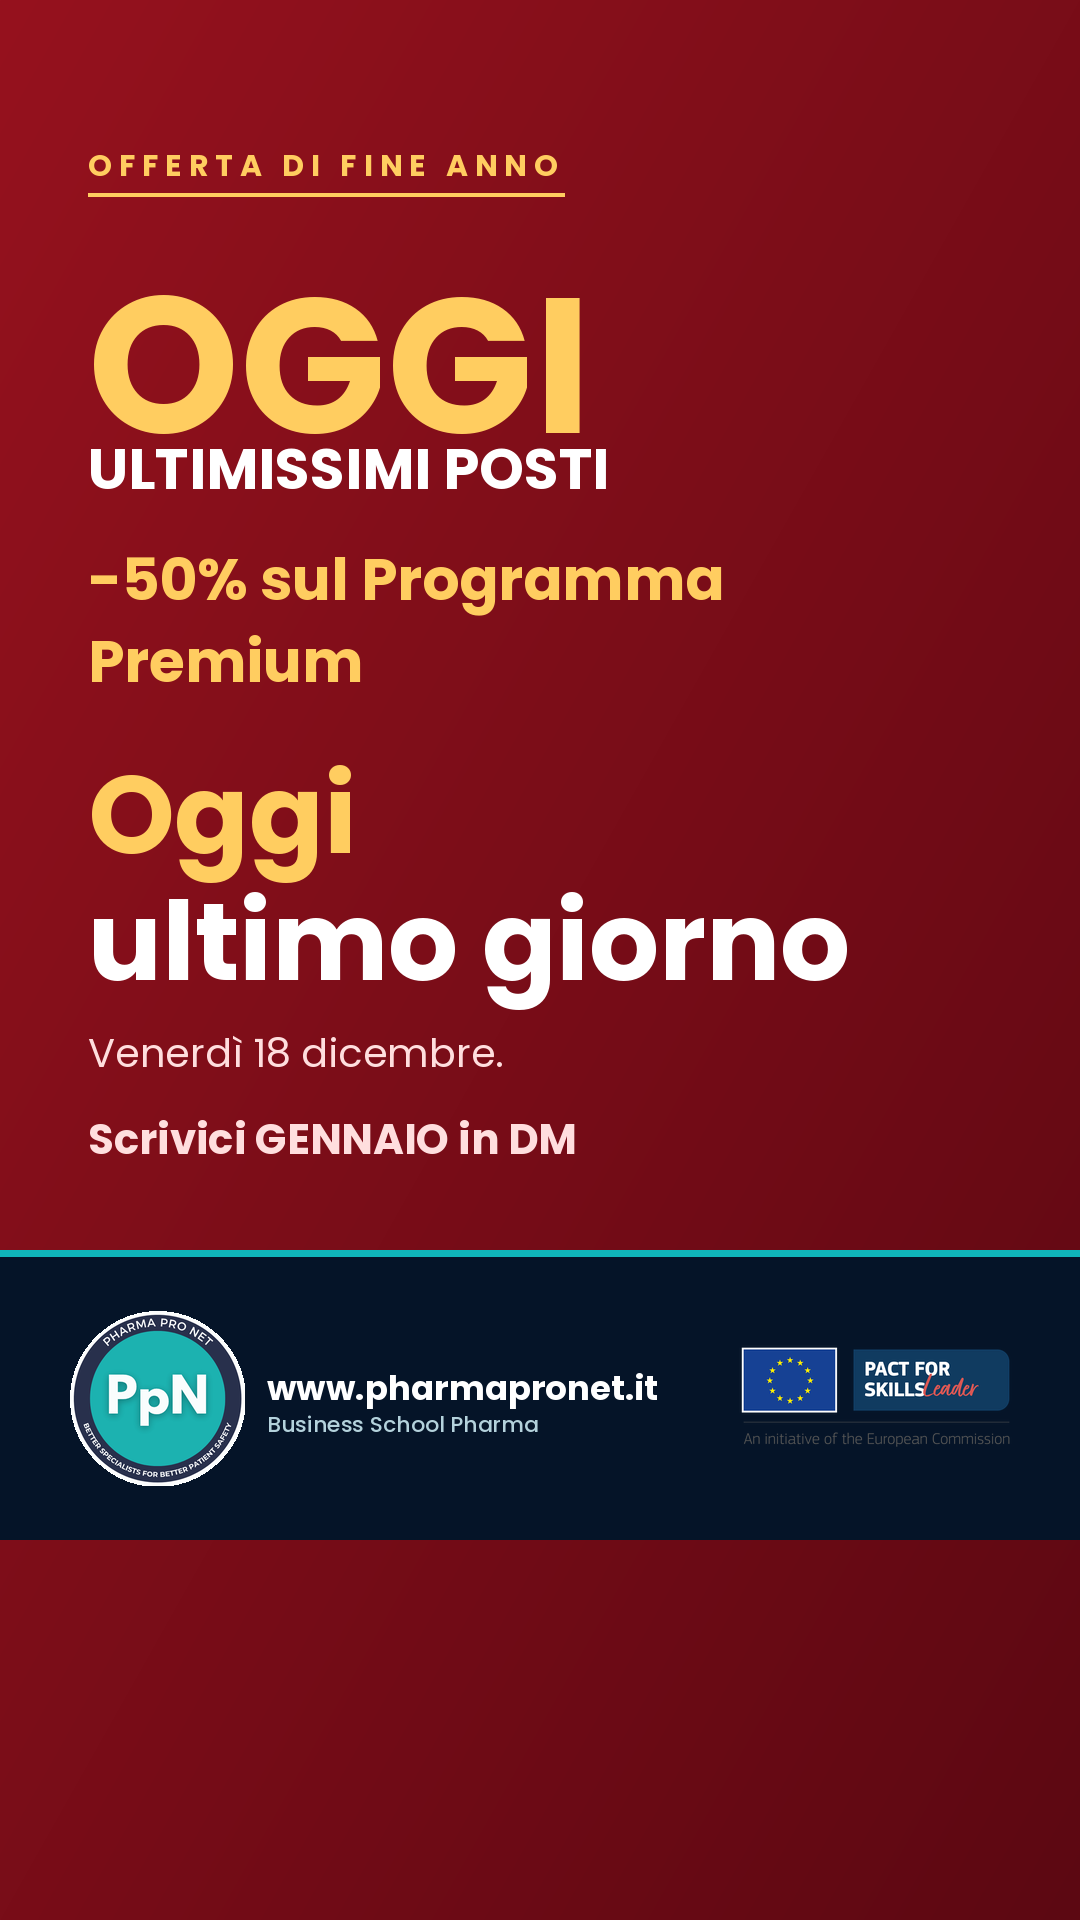 OFFERTA DI FINE ANNO
OGGI
ULTIMISSIMI POSTI
-50% sul Programma
Premium
Oggi
ultimo giorno
Venerdì 18 dicembre.
Scrivici GENNAIO in DM
PHARMA PRO NET
PpN
BETTER SPECIALISTS FOR BETTER PATIENT SAFETY
www.pharmapronet.it
Business School Pharma
PACT FOR
SKILLS Leader
An initiative of the European Commission